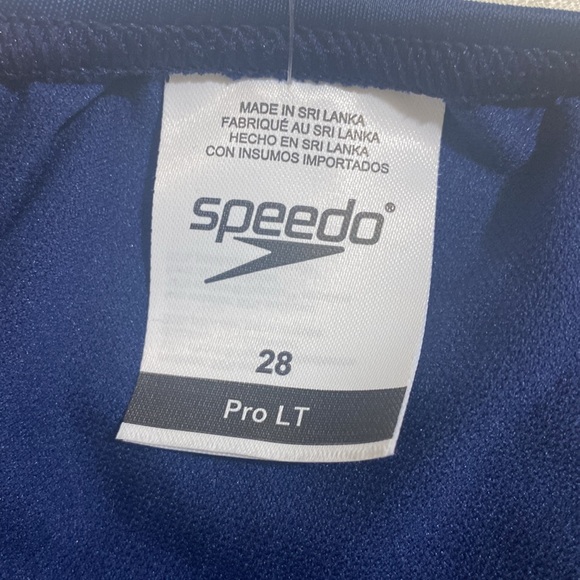 MADE IN SRI LANKA
FABRIQUÉ AU SRI LANKA
HECHO EN SRI LANKA
CON INSUMOS IMPORTADOS
speedo®
28
Pro LT